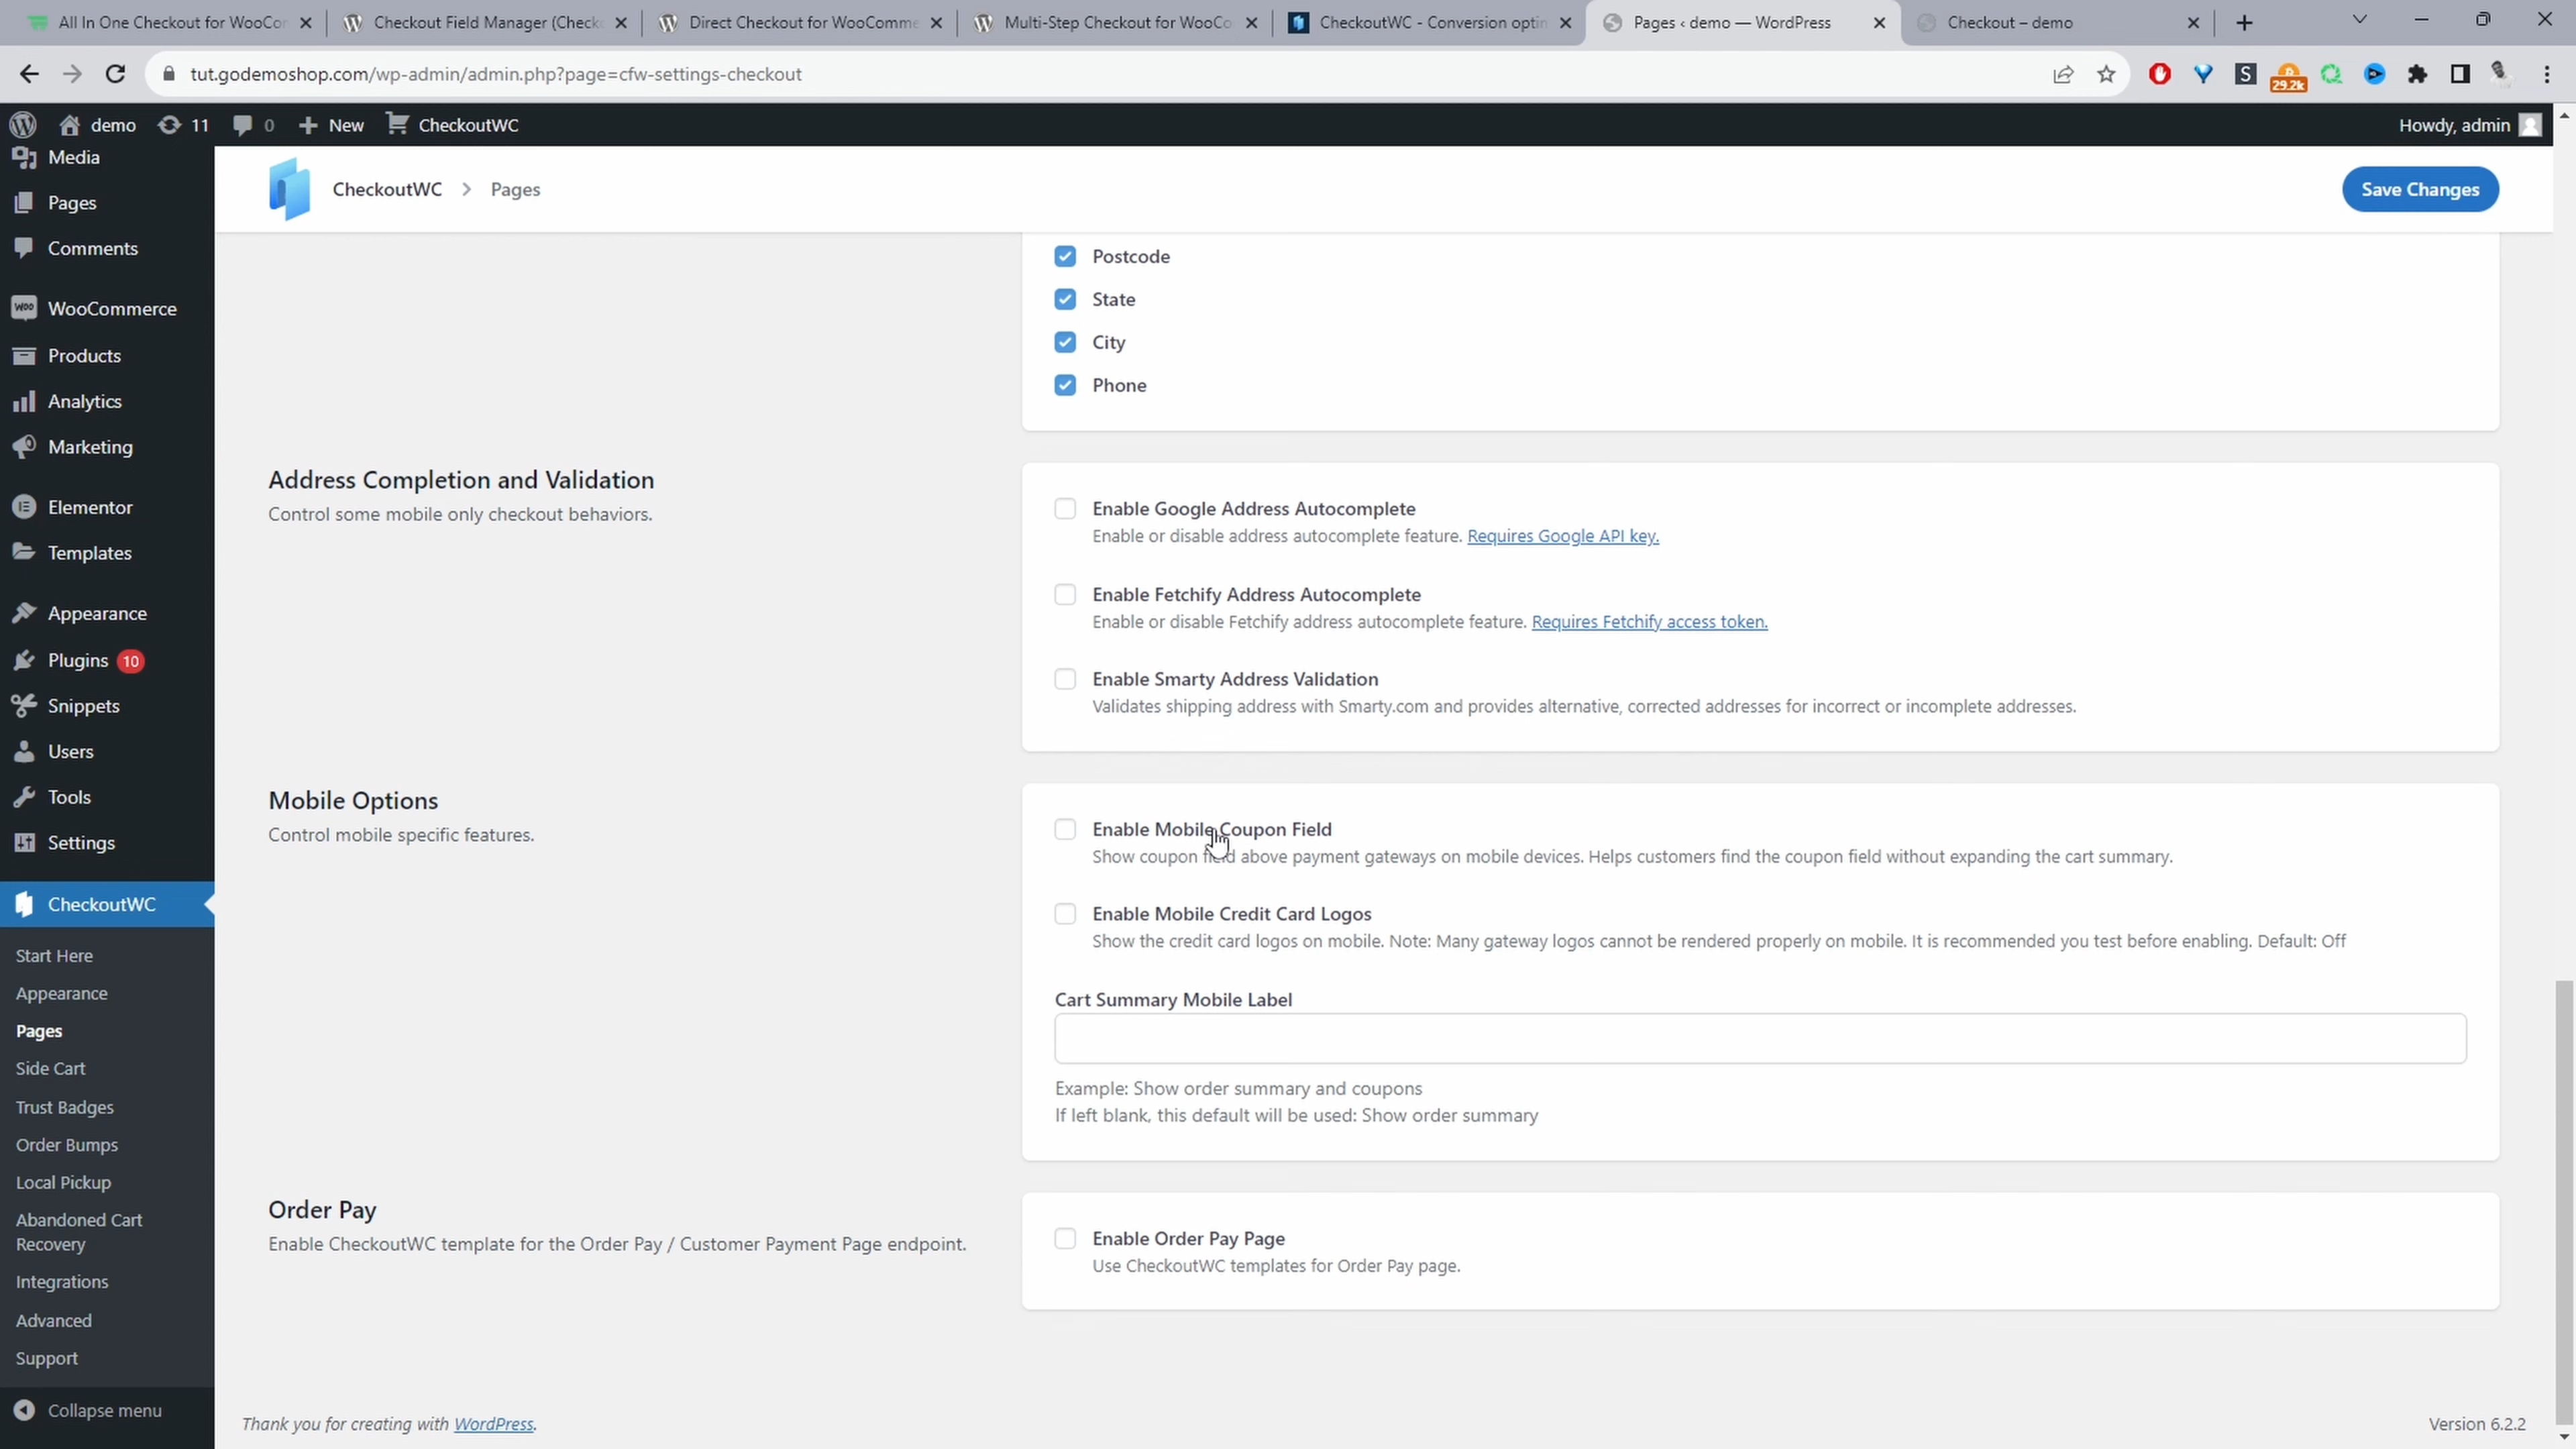 All In One Checkout for WooCor
Checkout Field Manager (Check
Direct Checkout for WooComme
Multi-Step Checkout for WooCo
CheckoutWC - Conversion optin
Pages ‹ demo — WordPress
Checkout – demo
tut.godemoshop.com/wp-admin/admin.php?page=cfw-settings-checkout
S
29.2k
demo
11
0
New
CheckoutWC
Howdy, admin
Media
Pages
Comments
WooCommerce
Products
Analytics
Marketing
Elementor
Templates
Appearance
Plugins 10
Snippets
Users
Tools
Settings
CheckoutWC
Start Here
Appearance
Pages
Side Cart
Trust Badges
Order Bumps
Local Pickup
Abandoned Cart
Recovery
Integrations
Advanced
Support
Collapse menu
CheckoutWC
Pages
Save Changes
Postcode
State
City
Phone
Address Completion and Validation
Control some mobile only checkout behaviors.
Enable Google Address Autocomplete
Enable or disable address autocomplete feature. Requires Google API key.
Enable Fetchify Address Autocomplete
Enable or disable Fetchify address autocomplete feature. Requires Fetchify access token.
Enable Smarty Address Validation
Validates shipping address with Smarty.com and provides alternative, corrected addresses for incorrect or incomplete addresses.
Mobile Options
Control mobile specific features.
Enable Mobile Coupon Field
Show coupon field above payment gateways on mobile devices. Helps customers find the coupon field without expanding the cart summary.
Enable Mobile Credit Card Logos
Show the credit card logos on mobile. Note: Many gateway logos cannot be rendered properly on mobile. It is recommended you test before enabling. Default: Off
Cart Summary Mobile Label
Example: Show order summary and coupons
If left blank, this default will be used: Show order summary
Order Pay
Enable CheckoutWC template for the Order Pay / Customer Payment Page endpoint.
Enable Order Pay Page
Use CheckoutWC templates for Order Pay page.
Thank you for creating with WordPress.
Version 6.2.2